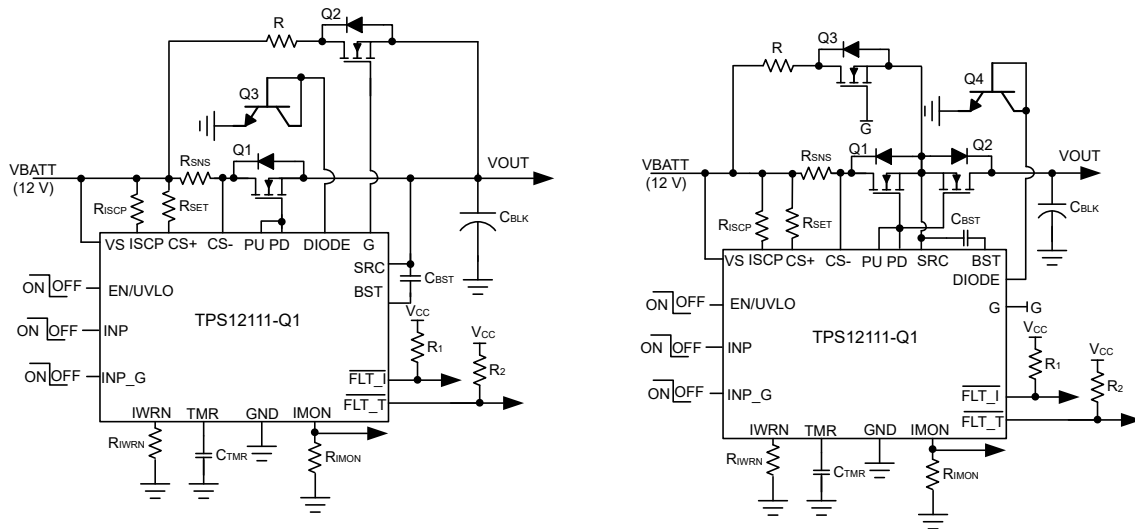 Q2
R
Q3
VBATT
(12 V)
RSNS
Q1
VOUT
RISCP
RSET
CBLK
VS ISCP CS+ CS- PU PD DIODE G
SRC
CBST
BST
ON OFF EN/UVLO
TPS12111-Q1
VCC
VCC
ON OFF INP
R1
R2
ON OFF INP_G
FLT_I
FLT_T
IWRN TMR GND IMON
RIWRN
CTMR
RIMON
Q3
R
Q4
G
Q1 Q2
VBATT
(12 V)
RSNS
VOUT
RISCP
RSET
CBST
CBLK
VS ISCP CS+ CS- PU PD SRC BST
DIODE
ON OFF EN/UVLO
G G
TPS12111-Q1
VCC
VCC
ON OFF INP
R1
R2
ON OFF INP_G
FLT_I
FLT_T
IWRN TMR GND IMON
RIWRN
CTMR
RIMON